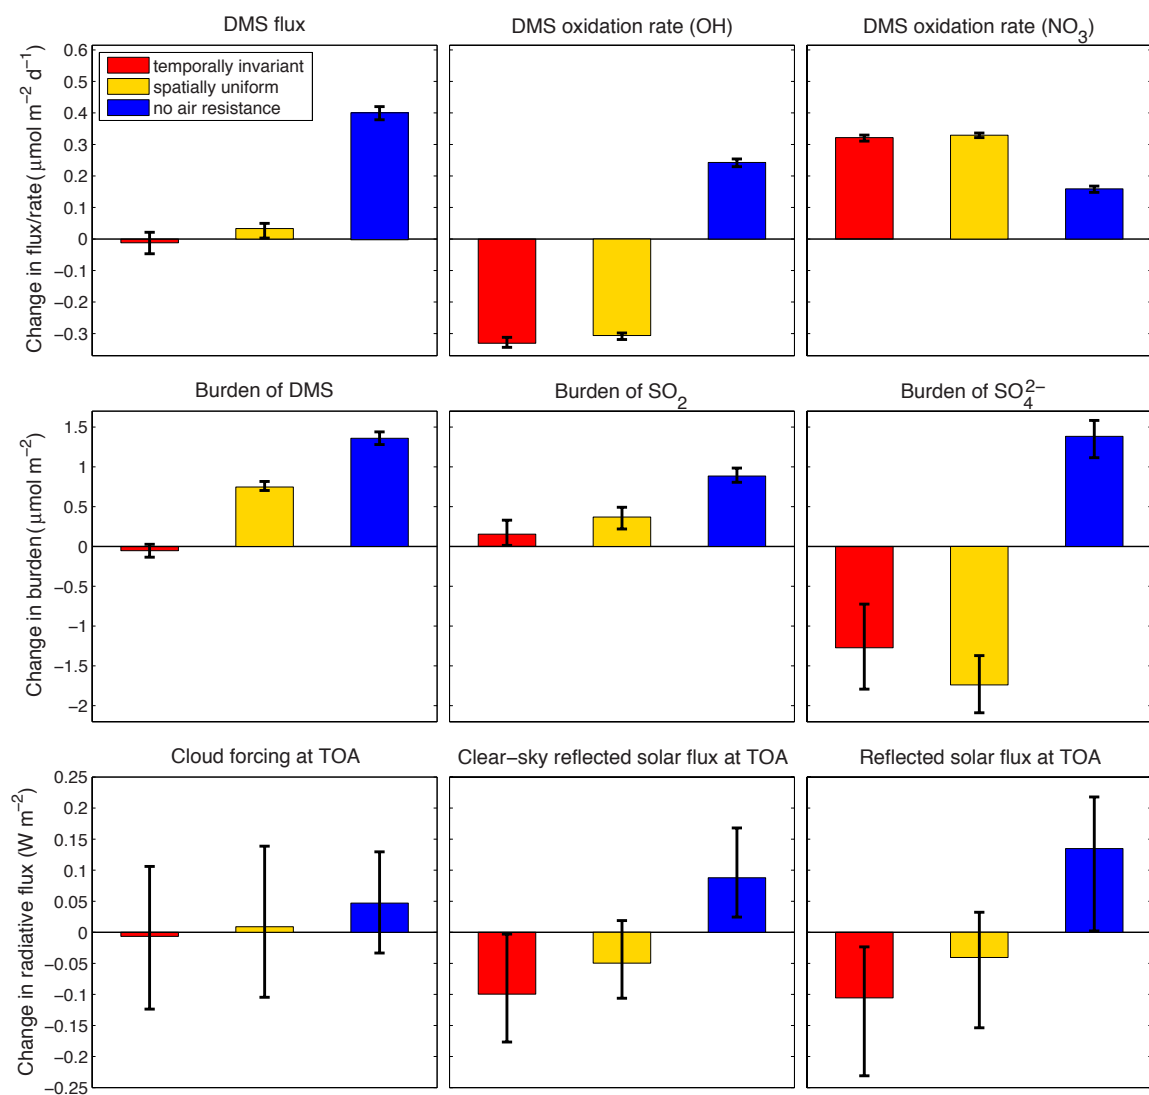 DMS flux
DMS oxidation rate (OH)
DMS oxidation rate (NO₃)
Change in flux/rate (μmol m⁻² d⁻¹)
0.6
0.5
0.4
0.3
0.2
0.1
0
−0.1
−0.2
−0.3
temporally invariant
spatially uniform
no air resistance
Burden of DMS
Burden of SO₂
Burden of SO₄²⁻
Change in burden (μmol m⁻²)
1.5
1
0.5
0
−0.5
−1
−1.5
−2
Cloud forcing at TOA
Clear−sky reflected solar flux at TOA
Reflected solar flux at TOA
Change in radiative flux (W m⁻²)
0.25
0.2
0.15
0.1
0.05
0
−0.05
−0.1
−0.15
−0.2
−0.25